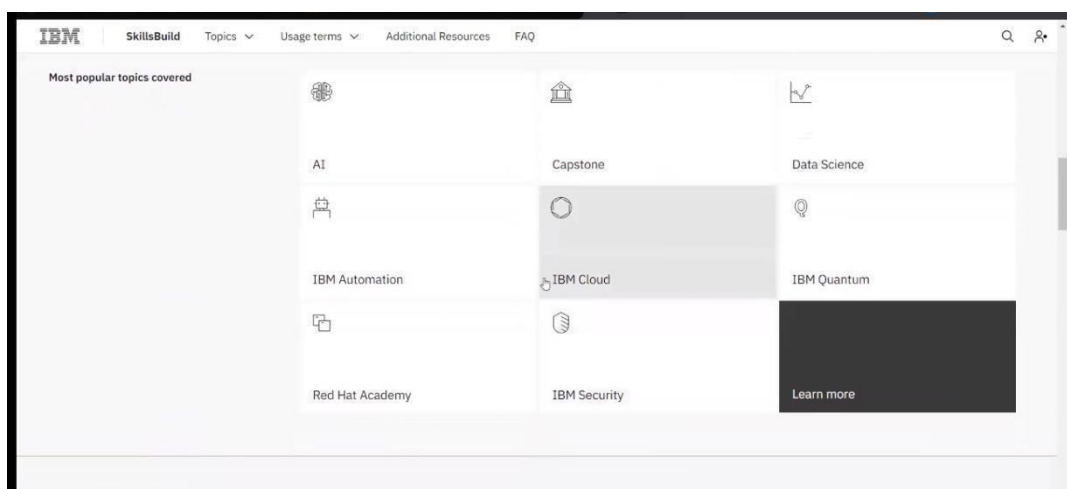 IBM SkillsBuild Topics Usage terms Additional Resources FAQ
Most popular topics covered
AI Capstone Data Science
IBM Automation IBM Cloud IBM Quantum
Red Hat Academy IBM Security Learn more